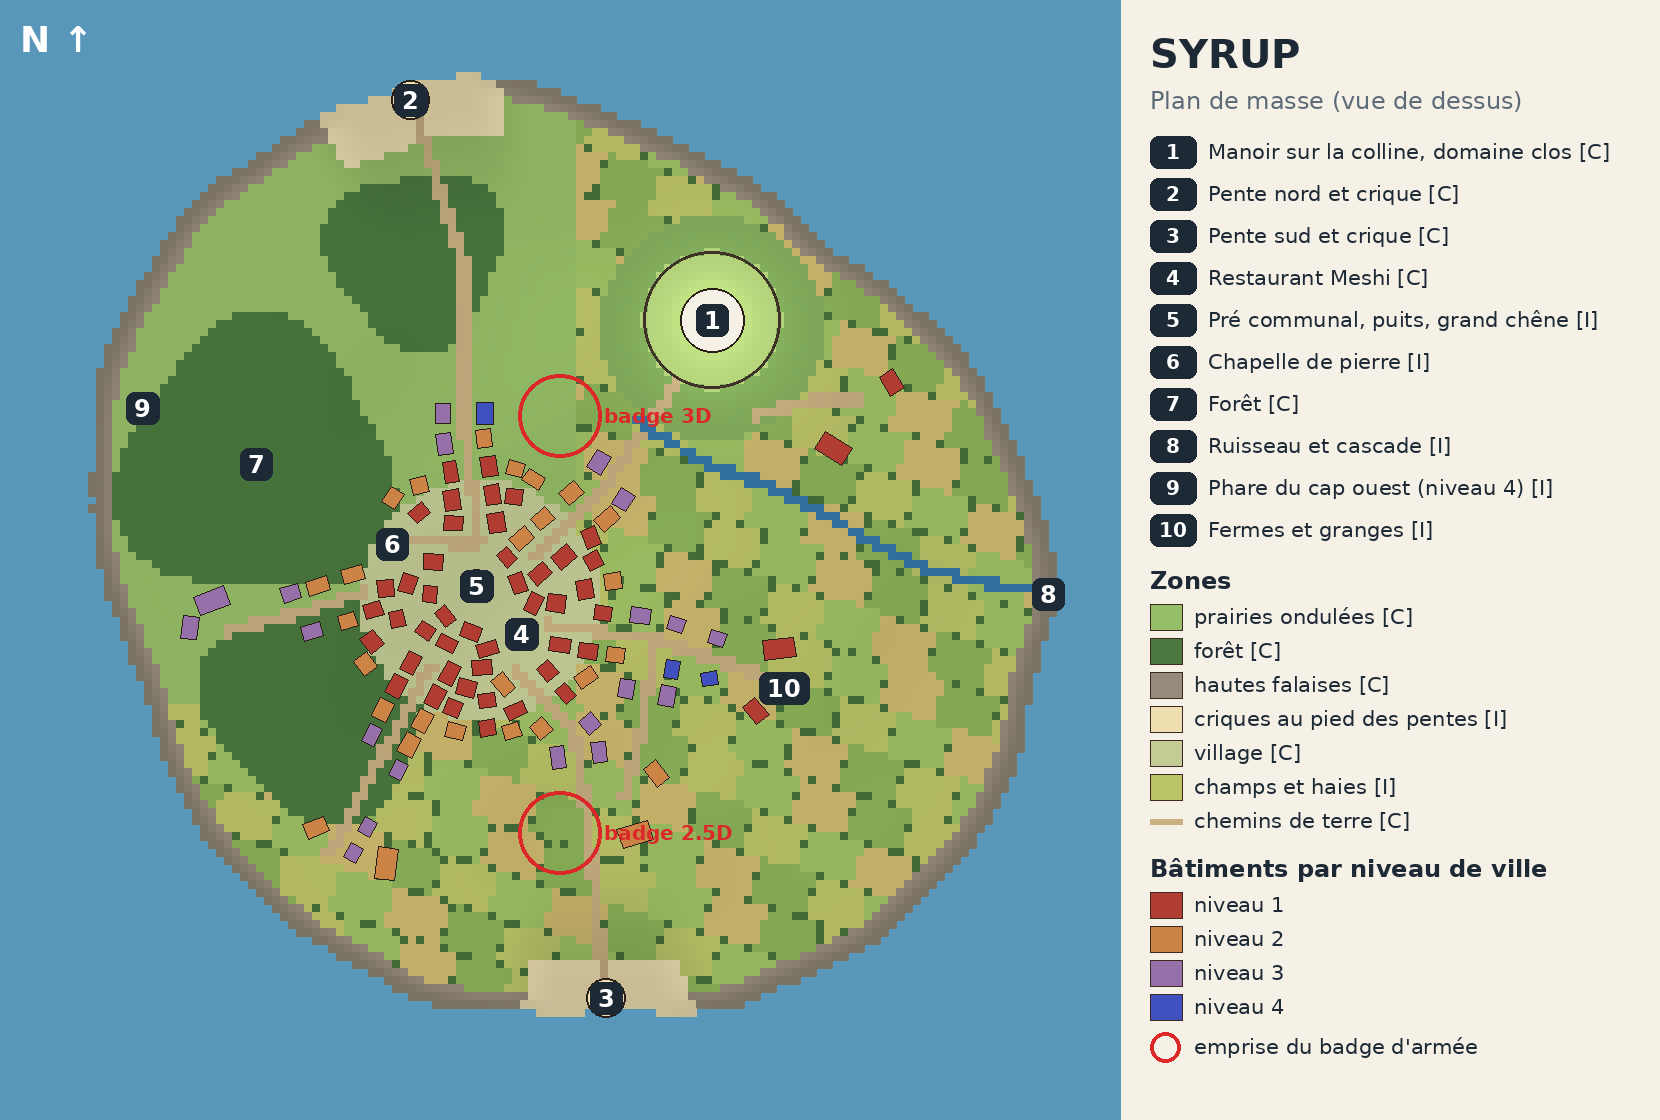 N ↑
SYRUP
Plan de masse (vue de dessus)
1 Manoir sur la colline, domaine clos [C]
2 Pente nord et crique [C]
3 Pente sud et crique [C]
4 Restaurant Meshi [C]
5 Pré communal, puits, grand chêne [I]
6 Chapelle de pierre [I]
7 Forêt [C]
8 Ruisseau et cascade [I]
9 Phare du cap ouest (niveau 4) [I]
10 Fermes et granges [I]
Zones
prairies ondulées [C]
forêt [C]
hautes falaises [C]
criques au pied des pentes [I]
village [C]
champs et haies [I]
chemins de terre [C]
Bâtiments par niveau de ville
niveau 1
niveau 2
niveau 3
niveau 4
emprise du badge d'armée
2
1
9
badge 3D
7
6
5
8
4
10
badge 2.5D
3